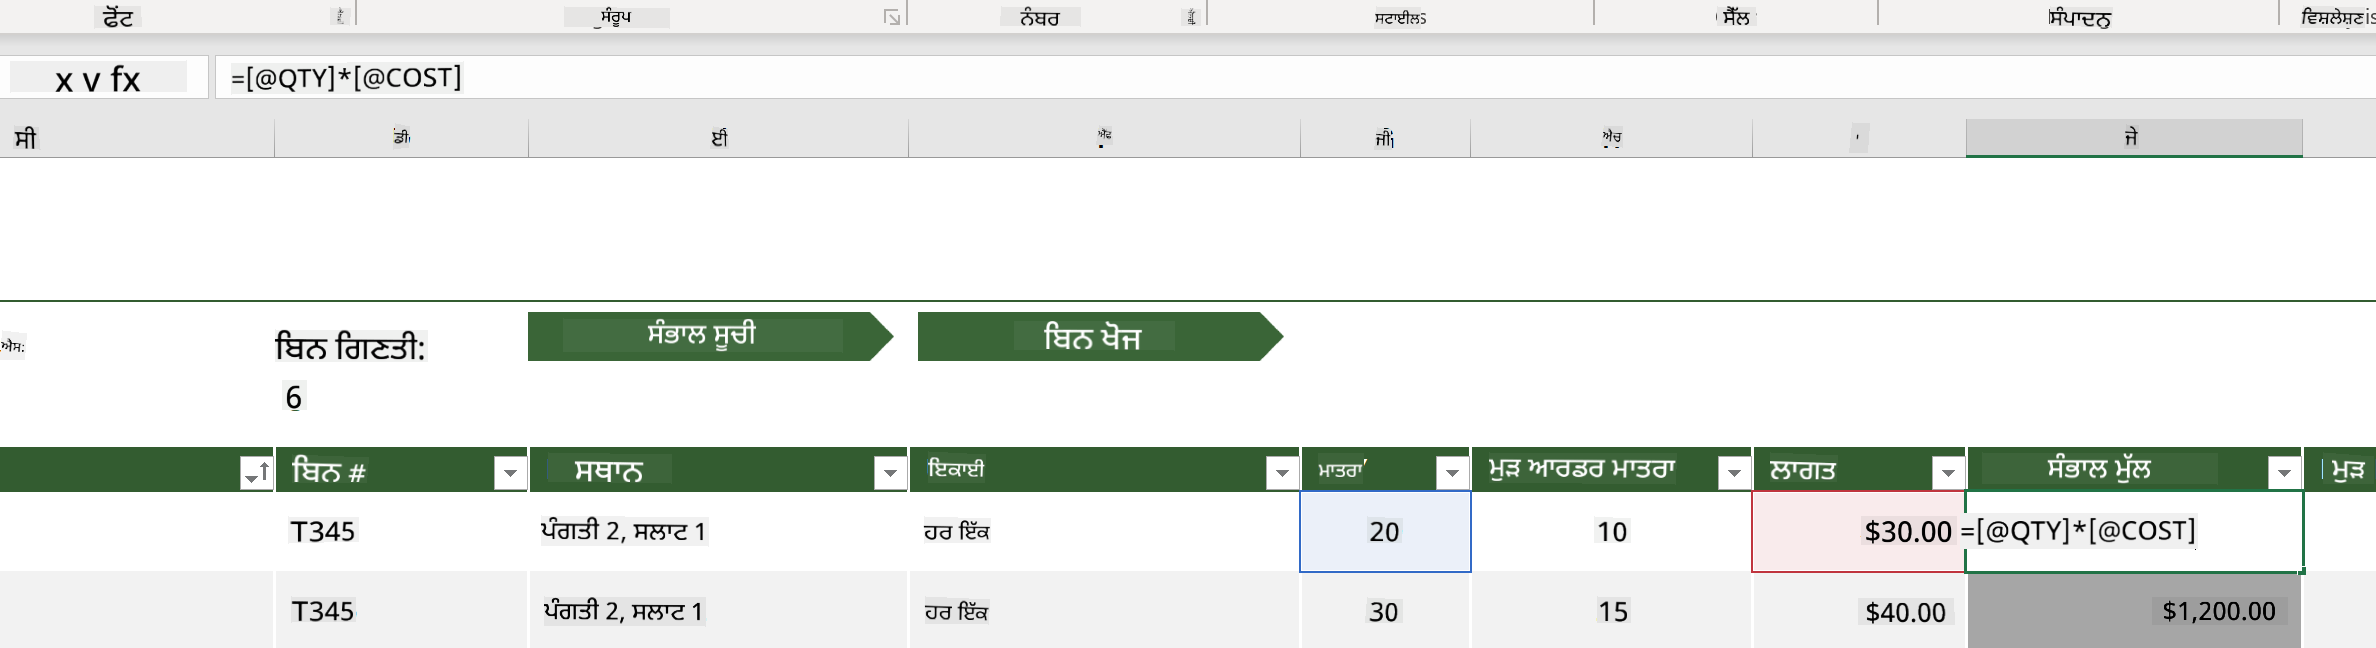 ਫੋਂਟ ਸੰਰੂਪ ਨੰਬਰ ਸਟਾਈਲs ਸੈੱਲ ਸੰਪਾਦਨ ਵਿਸ਼ਲੇਸ਼ਣis
x v fx =[@QTY]*[@COST]
ਸੀ ਡੀ ਈ ਐਫ ਜੀ ਐਚ ਜੇ
ਐਸ: ਬਿਨ ਗਿਣਤੀ: ਸੰਭਾਲ ਸੂਚੀ ਬਿਨ ਖੋਜ
6
ਬਿਨ # ਸਥਾਨ ਇਕਾਈ ਮਾਤਰਾ ਮੁੜ ਆਰਡਰ ਮਾਤਰਾ ਲਾਗਤ ਸੰਭਾਲ ਮੁੱਲ ਮੁੜ
T345 ਪੰਗਤੀ 2, ਸਲਾਟ 1 ਹਰ ਇੱਕ 20 10 $30.00 =[@QTY]*[@COST]
T345 ਪੰਗਤੀ 2, ਸਲਾਟ 1 ਹਰ ਇੱਕ 30 15 $40.00 $1,200.00